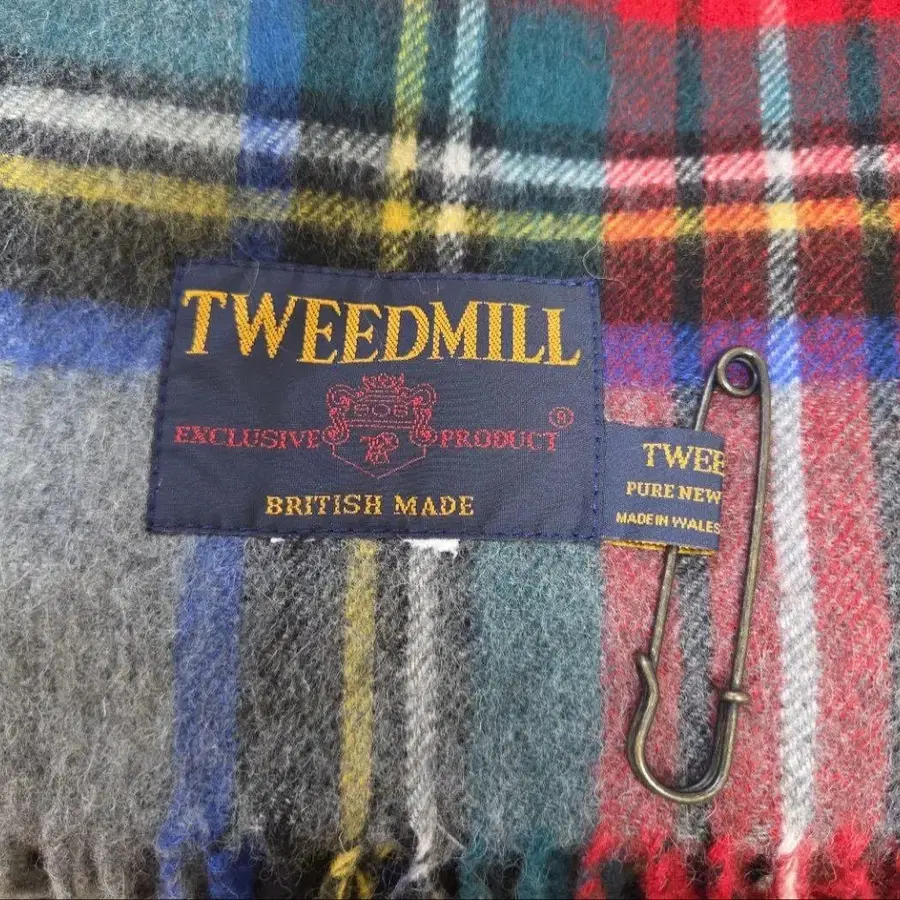 TWEEDMILL
EXCLUSIVE PRODUCT ®
BRITISH MADE
TWEE
PURE NEW
MADE IN WALES